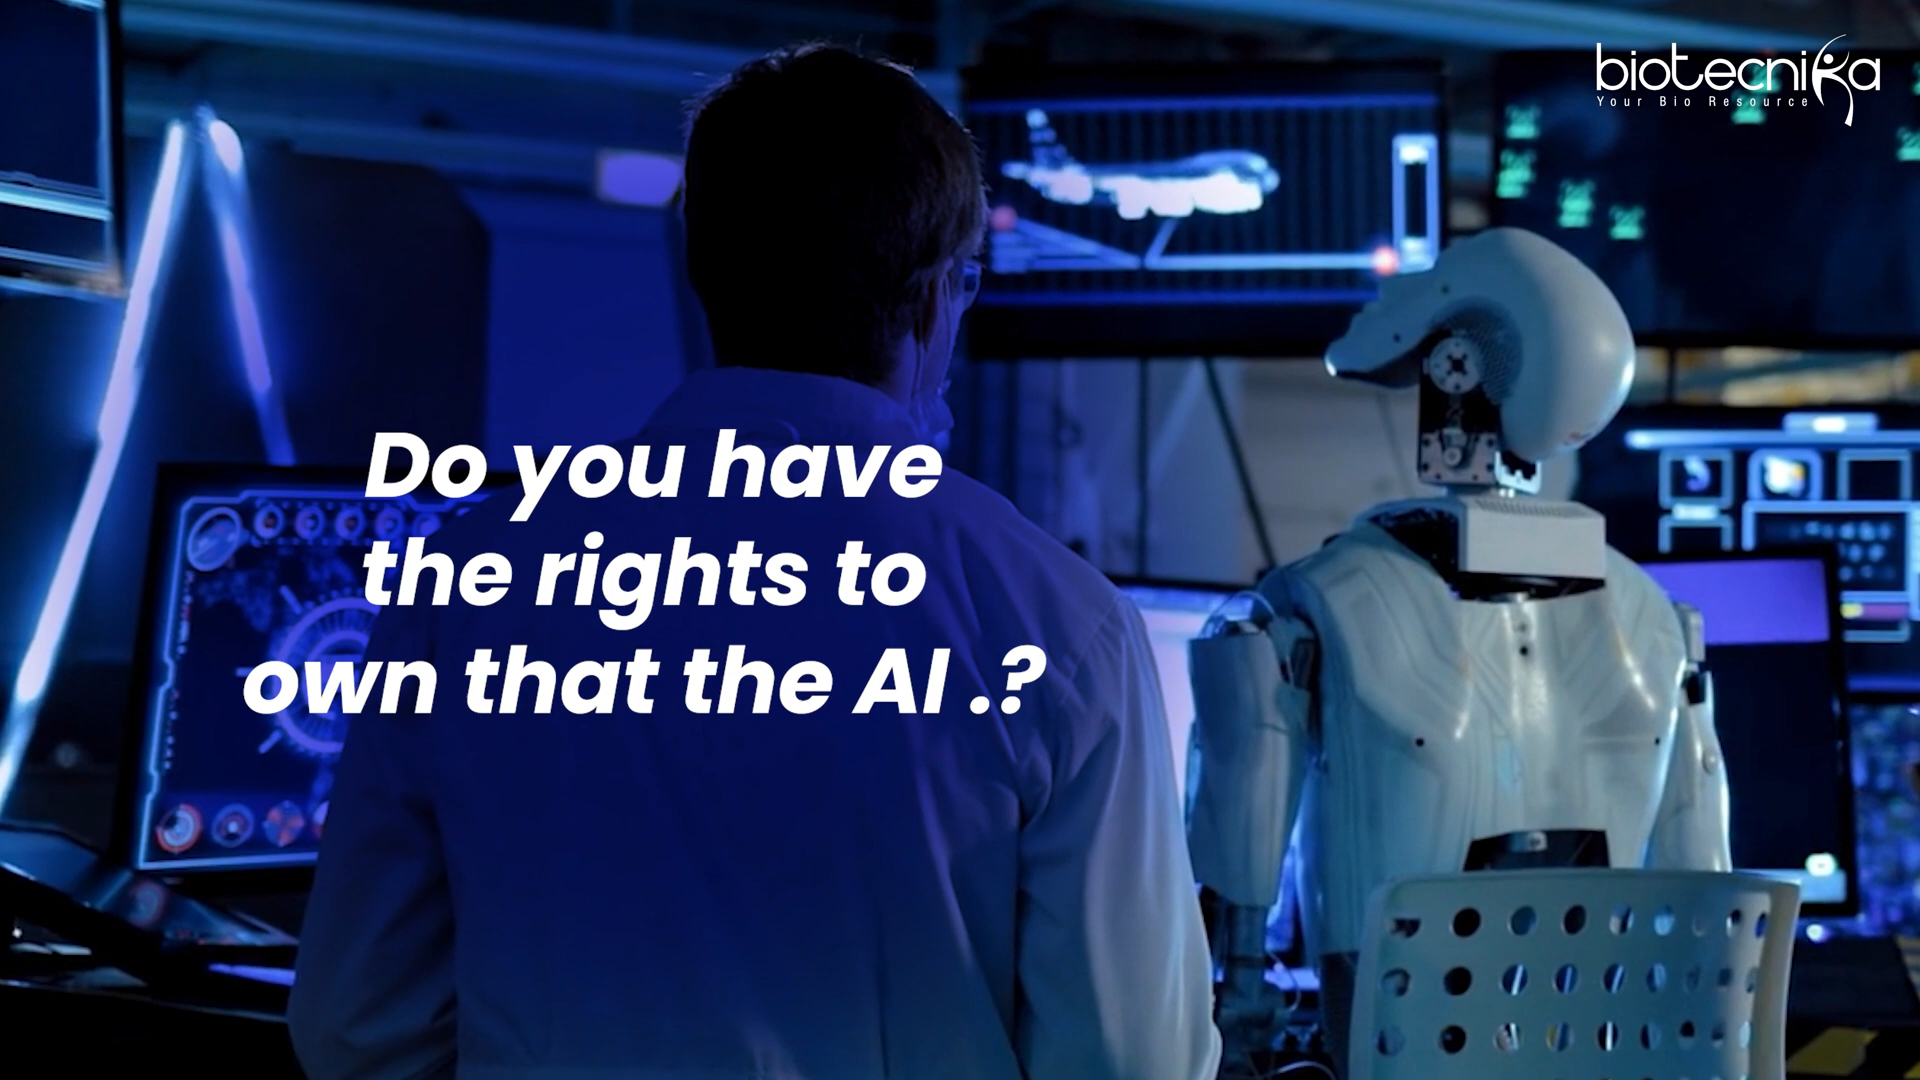 biotecnika
Your Bio Resource
Do you have
the rights to
own that the AI .?